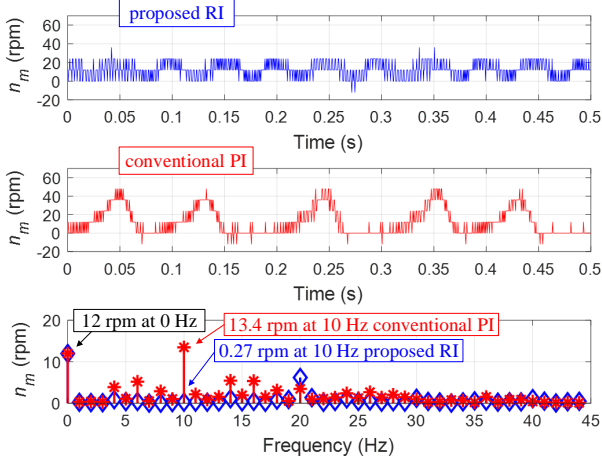 proposed RI
60
40
20
0
-20
n_m (rpm)
0 0.05 0.1 0.15 0.2 0.25 0.3 0.35 0.4 0.45 0.5
Time (s)
conventional PI
60
40
20
0
-20
n_m (rpm)
0 0.05 0.1 0.15 0.2 0.25 0.3 0.35 0.4 0.45 0.5
Time (s)
20
15
10
5
0
n_m (rpm)
12 rpm at 0 Hz
13.4 rpm at 10 Hz conventional PI
0.27 rpm at 10 Hz proposed RI
0 5 10 15 20 25 30 35 40 45
Frequency (Hz)